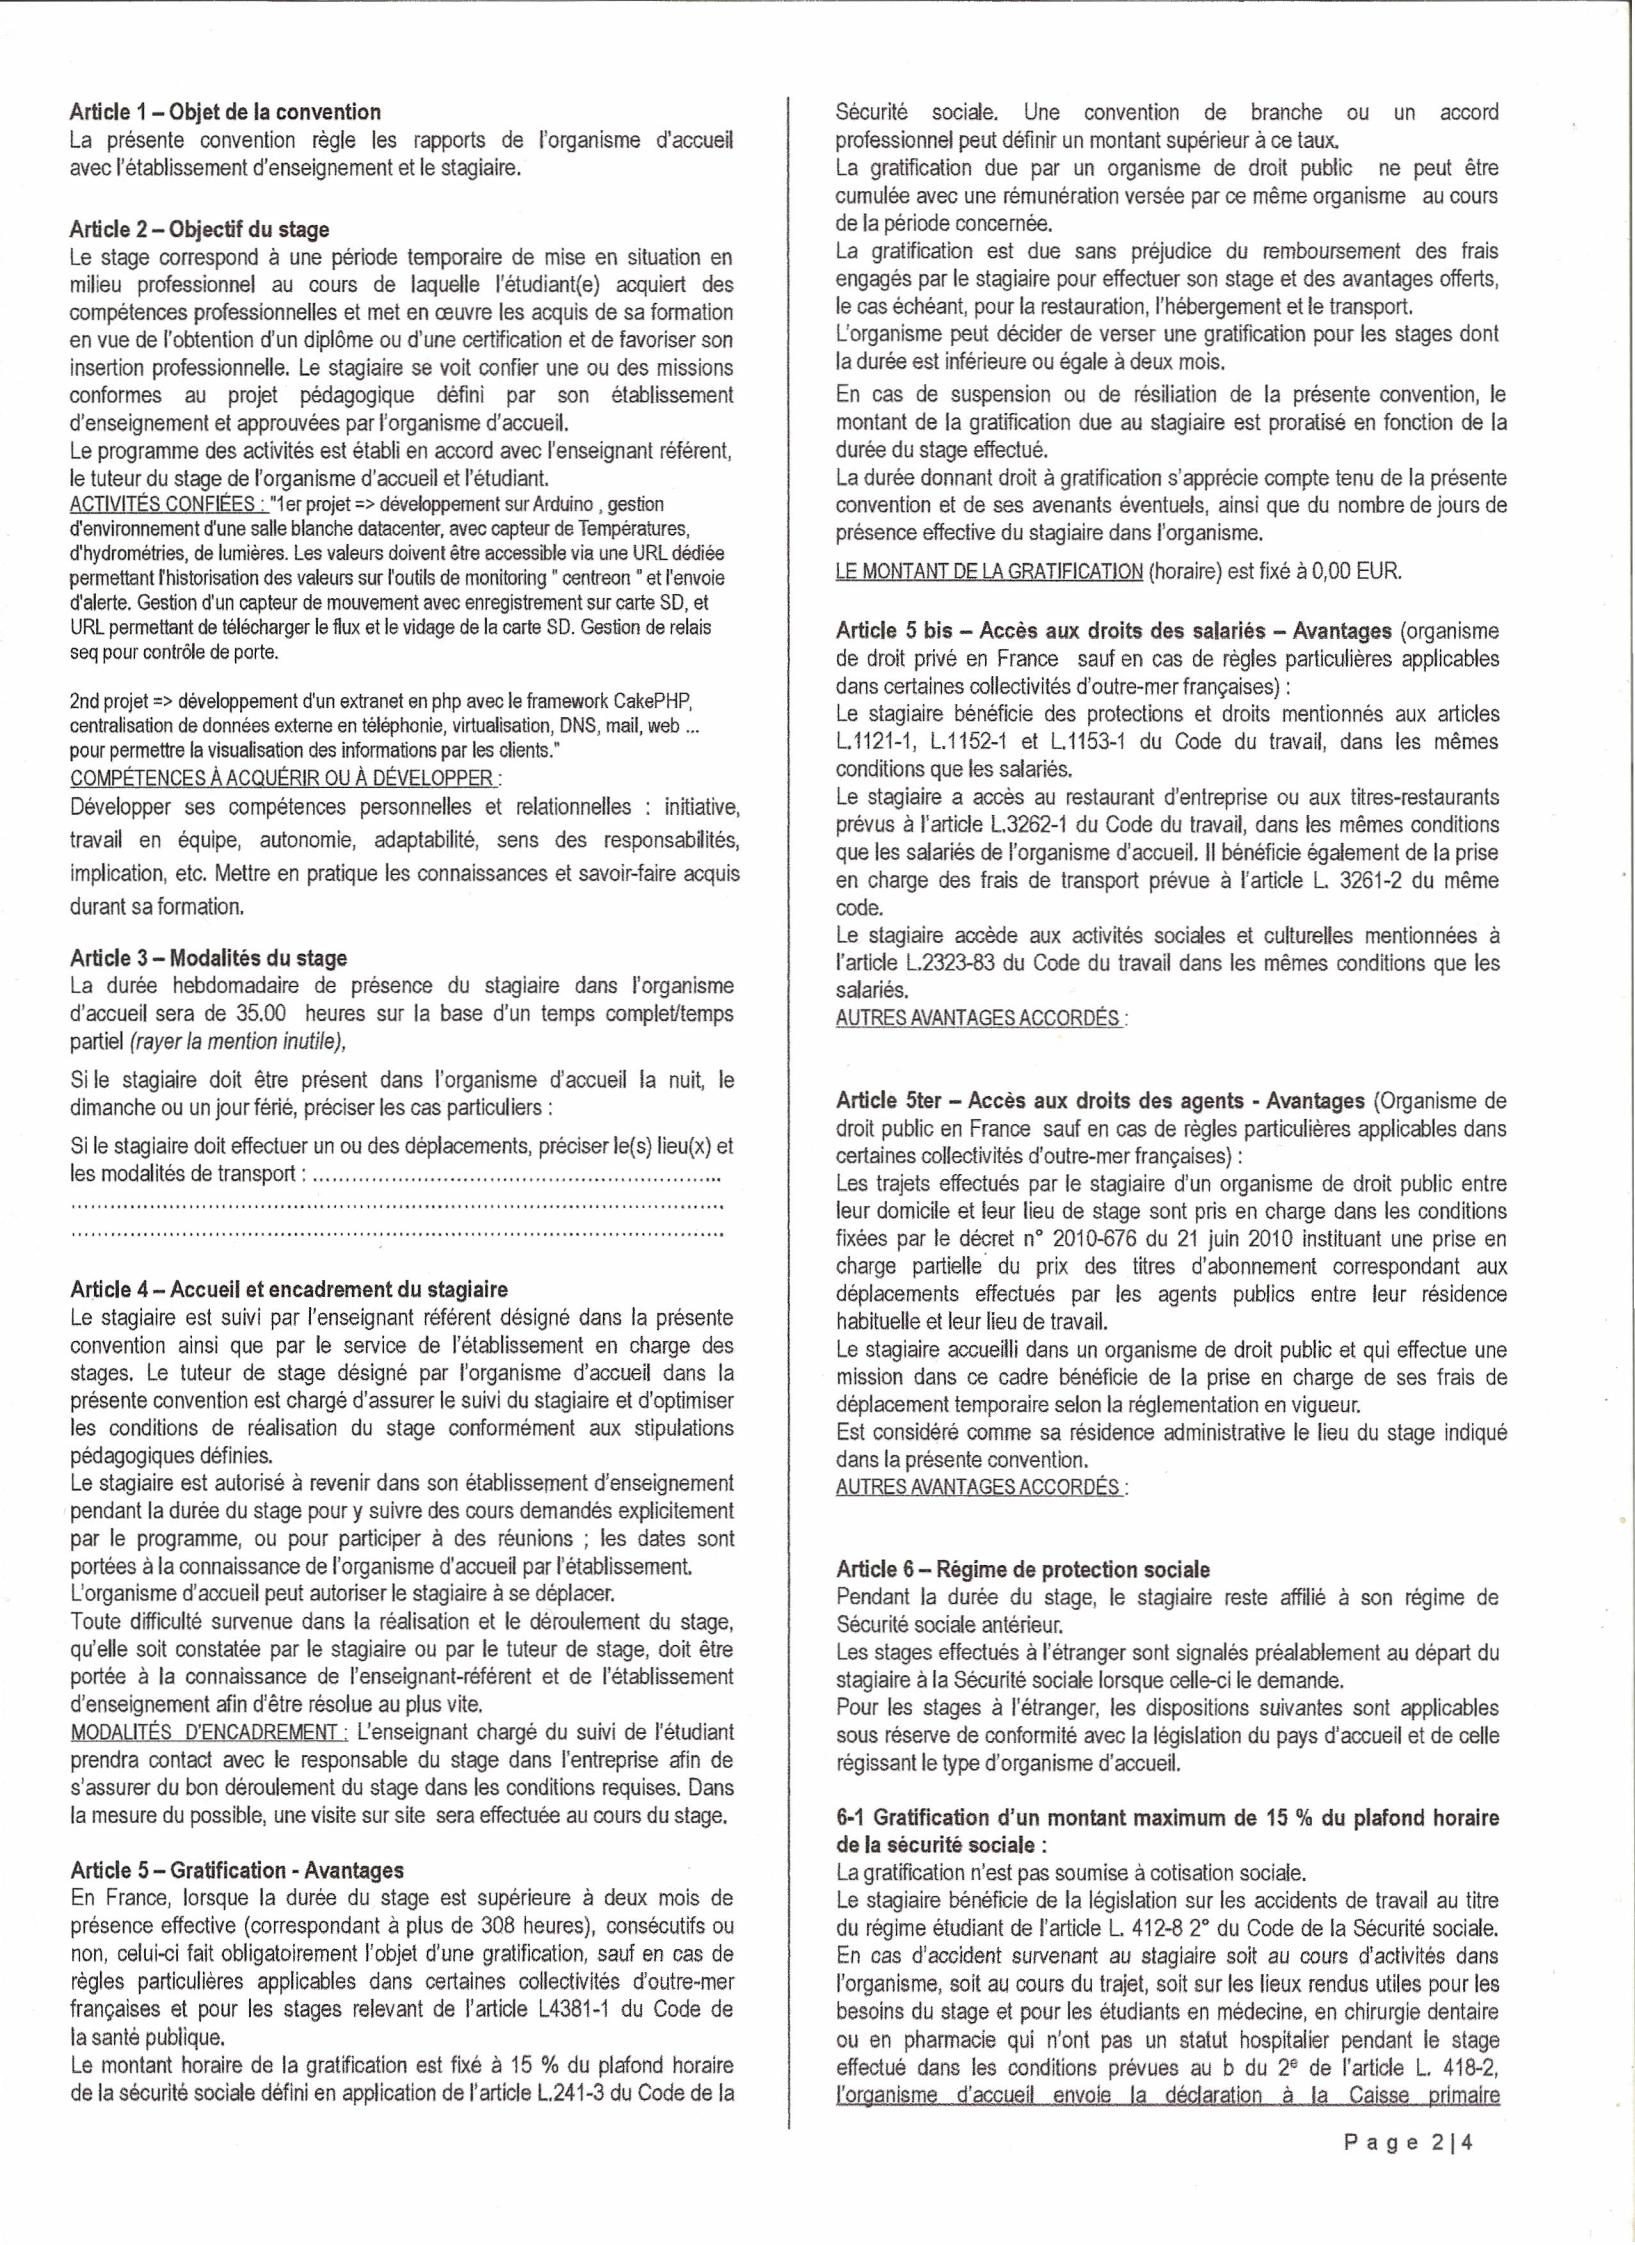 Article 1 – Objet de la convention
La présente convention règle les rapports de l'organisme d'accueil
avec l'établissement d'enseignement et le stagiaire.
Article 2 – Objectif du stage
Le stage correspond à une période temporaire de mise en situation en
milieu professionnel au cours de laquelle l'étudiant(e) acquiert des
compétences professionnelles et met en œuvre les acquis de sa formation
en vue de l'obtention d'un diplôme ou d'une certification et de favoriser son
insertion professionnelle. Le stagiaire se voit confier une ou des missions
conformes au projet pédagogique défini par son établissement
d'enseignement et approuvées par l'organisme d'accueil.
Le programme des activités est établi en accord avec l'enseignant référent,
le tuteur du stage de l'organisme d'accueil et l'étudiant.
ACTIVITÉS CONFIÉES : "1er projet => développement sur Arduino , gestion
d'environnement d'une salle blanche datacenter, avec capteur de Températures,
d'hydrométries, de lumières. Les valeurs doivent être accessible via une URL dédiée
permettant l'historisation des valeurs sur l'outils de monitoring " centreon " et l'envoie
d'alerte. Gestion d'un capteur de mouvement avec enregistrement sur carte SD, et
URL permettant de télécharger le flux et le vidage de la carte SD. Gestion de relais
seq pour contrôle de porte.
2nd projet => développement d'un extranet en php avec le framework CakePHP,
centralisation de données externe en téléphonie, virtualisation, DNS, mail, web ...
pour permettre la visualisation des informations par les clients."
COMPÉTENCES À ACQUÉRIR OU À DÉVELOPPER :
Développer ses compétences personnelles et relationnelles : initiative,
travail en équipe, autonomie, adaptabilité, sens des responsabilités,
implication, etc. Mettre en pratique les connaissances et savoir-faire acquis
durant sa formation.
Article 3 – Modalités du stage
La durée hebdomadaire de présence du stagiaire dans l'organisme
d'accueil sera de 35.00 heures sur la base d'un temps complet/temps
partiel (rayer la mention inutile),
Si le stagiaire doit être présent dans l'organisme d'accueil la nuit, le
dimanche ou un jour férié, préciser les cas particuliers :
Si le stagiaire doit effectuer un ou des déplacements, préciser le(s) lieu(x) et
les modalités de transport : ................................................................
.....................................................................................................
.....................................................................................................
Article 4 – Accueil et encadrement du stagiaire
Le stagiaire est suivi par l'enseignant référent désigné dans la présente
convention ainsi que par le service de l'établissement en charge des
stages. Le tuteur de stage désigné par l'organisme d'accueil dans la
présente convention est chargé d'assurer le suivi du stagiaire et d'optimiser
les conditions de réalisation du stage conformément aux stipulations
pédagogiques définies.
Le stagiaire est autorisé à revenir dans son établissement d'enseignement
pendant la durée du stage pour y suivre des cours demandés explicitement
par le programme, ou pour participer à des réunions ; les dates sont
portées à la connaissance de l'organisme d'accueil par l'établissement.
L'organisme d'accueil peut autoriser le stagiaire à se déplacer.
Toute difficulté survenue dans la réalisation et le déroulement du stage,
qu'elle soit constatée par le stagiaire ou par le tuteur de stage, doit être
portée à la connaissance de l'enseignant-référent et de l'établissement
d'enseignement afin d'être résolue au plus vite.
MODALITÉS D'ENCADREMENT : L'enseignant chargé du suivi de l'étudiant
prendra contact avec le responsable du stage dans l'entreprise afin de
s'assurer du bon déroulement du stage dans les conditions requises. Dans
la mesure du possible, une visite sur site sera effectuée au cours du stage.
Article 5 – Gratification - Avantages
En France, lorsque la durée du stage est supérieure à deux mois de
présence effective (correspondant à plus de 308 heures), consécutifs ou
non, celui-ci fait obligatoirement l'objet d'une gratification, sauf en cas de
règles particulières applicables dans certaines collectivités d'outre-mer
françaises et pour les stages relevant de l'article L4381-1 du Code de
la santé publique.
Le montant horaire de la gratification est fixé à 15 % du plafond horaire
de la sécurité sociale défini en application de l'article L.241-3 du Code de la
Sécurité sociale. Une convention de branche ou un accord
professionnel peut définir un montant supérieur à ce taux.
La gratification due par un organisme de droit public ne peut être
cumulée avec une rémunération versée par ce même organisme au cours
de la période concernée.
La gratification est due sans préjudice du remboursement des frais
engagés par le stagiaire pour effectuer son stage et des avantages offerts,
le cas échéant, pour la restauration, l'hébergement et le transport.
L'organisme peut décider de verser une gratification pour les stages dont
la durée est inférieure ou égale à deux mois.
En cas de suspension ou de résiliation de la présente convention, le
montant de la gratification due au stagiaire est proratisé en fonction de la
durée du stage effectué.
La durée donnant droit à gratification s'apprécie compte tenu de la présente
convention et de ses avenants éventuels, ainsi que du nombre de jours de
présence effective du stagiaire dans l'organisme.
LE MONTANT DE LA GRATIFICATION (horaire) est fixé à 0,00 EUR.
Article 5 bis – Accès aux droits des salariés – Avantages (organisme
de droit privé en France sauf en cas de règles particulières applicables
dans certaines collectivités d'outre-mer françaises) :
Le stagiaire bénéficie des protections et droits mentionnés aux articles
L.1121-1, L.1152-1 et L.1153-1 du Code du travail, dans les mêmes
conditions que les salariés.
Le stagiaire a accès au restaurant d'entreprise ou aux titres-restaurants
prévus à l'article L.3262-1 du Code du travail, dans les mêmes conditions
que les salariés de l'organisme d'accueil. Il bénéficie également de la prise
en charge des frais de transport prévue à l'article L. 3261-2 du même
code.
Le stagiaire accède aux activités sociales et culturelles mentionnées à
l'article L.2323-83 du Code du travail dans les mêmes conditions que les
salariés.
AUTRES AVANTAGES ACCORDÉS :
Article 5ter – Accès aux droits des agents - Avantages (Organisme de
droit public en France sauf en cas de règles particulières applicables dans
certaines collectivités d'outre-mer françaises) :
Les trajets effectués par le stagiaire d'un organisme de droit public entre
leur domicile et leur lieu de stage sont pris en charge dans les conditions
fixées par le décret n° 2010-676 du 21 juin 2010 instituant une prise en
charge partielle du prix des titres d'abonnement correspondant aux
déplacements effectués par les agents publics entre leur résidence
habituelle et leur lieu de travail.
Le stagiaire accueilli dans un organisme de droit public et qui effectue une
mission dans ce cadre bénéficie de la prise en charge de ses frais de
déplacement temporaire selon la réglementation en vigueur.
Est considéré comme sa résidence administrative le lieu du stage indiqué
dans la présente convention.
AUTRES AVANTAGES ACCORDÉS :
Article 6 – Régime de protection sociale
Pendant la durée du stage, le stagiaire reste affilié à son régime de
Sécurité sociale antérieur.
Les stages effectués à l'étranger sont signalés préalablement au départ du
stagiaire à la Sécurité sociale lorsque celle-ci le demande.
Pour les stages à l'étranger, les dispositions suivantes sont applicables
sous réserve de conformité avec la législation du pays d'accueil et de celle
régissant le type d'organisme d'accueil.
6-1 Gratification d'un montant maximum de 15 % du plafond horaire
de la sécurité sociale :
La gratification n'est pas soumise à cotisation sociale.
Le stagiaire bénéficie de la législation sur les accidents de travail au titre
du régime étudiant de l'article L. 412-8 2° du Code de la Sécurité sociale.
En cas d'accident survenant au stagiaire soit au cours d'activités dans
l'organisme, soit au cours du trajet, soit sur les lieux rendus utiles pour les
besoins du stage et pour les étudiants en médecine, en chirurgie dentaire
ou en pharmacie qui n'ont pas un statut hospitalier pendant le stage
effectué dans les conditions prévues au b du 2e de l'article L. 418-2,
l'organisme d'accueil envoie la déclaration à la Caisse primaire
Page 2|4